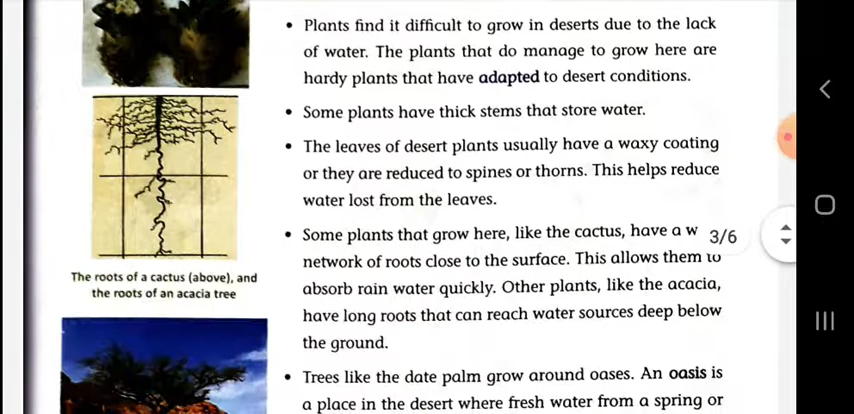 • Plants find it difficult to grow in deserts due to the lack
of water. The plants that do manage to grow here are
hardy plants that have adapted to desert conditions.
• Some plants have thick stems that store water.
• The leaves of desert plants usually have a waxy coating
or they are reduced to spines or thorns. This helps reduce
water lost from the leaves.
• Some plants that grow here, like the cactus, have a w
3/6
network of roots close to the surface. This allows them to
absorb rain water quickly. Other plants, like the acacia,
have long roots that can reach water sources deep below
the ground.
• Trees like the date palm grow around oases. An oasis is
a place in the desert where fresh water from a spring or
The roots of a cactus (above), and
the roots of an acacia tree